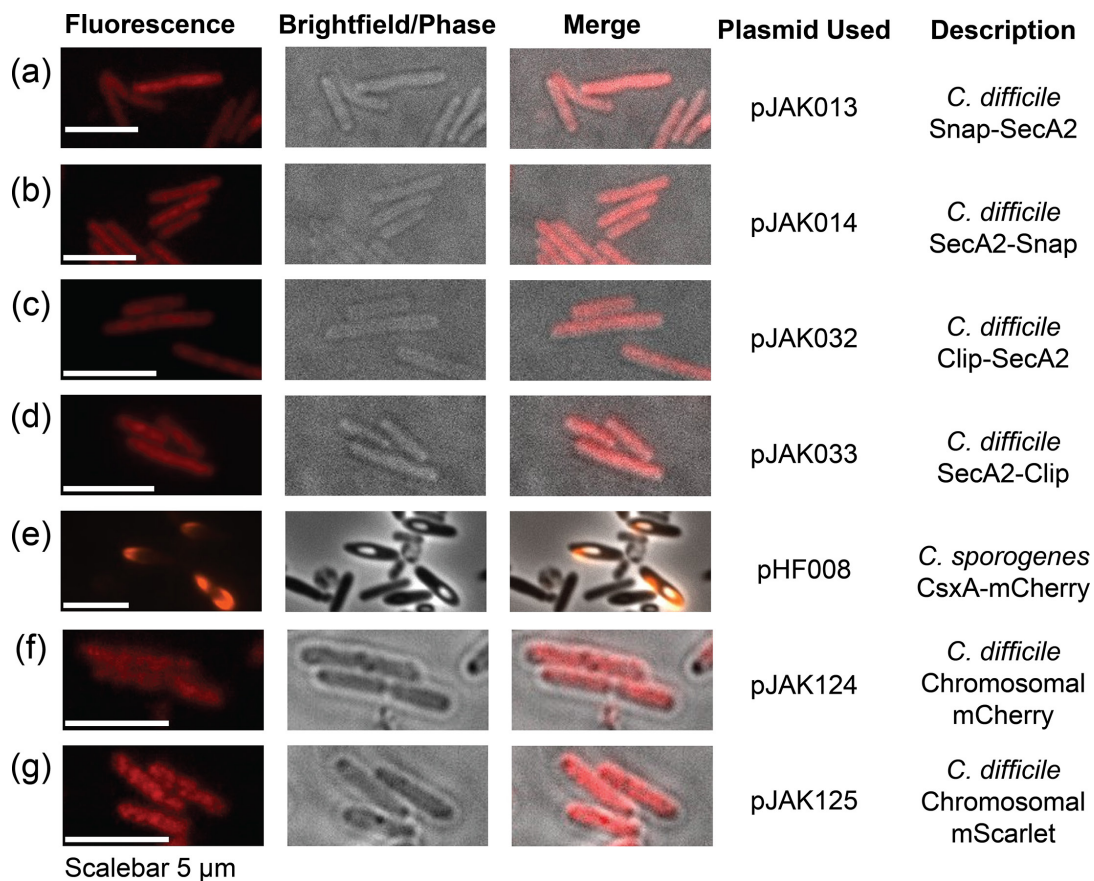 Fluorescence Brightfield/Phase Merge Plasmid Used Description
(a) pJAK013 C. difficile
Snap-SecA2
(b) pJAK014 C. difficile
SecA2-Snap
(c) pJAK032 C. difficile
Clip-SecA2
(d) pJAK033 C. difficile
SecA2-Clip
(e) pHF008 C. sporogenes
CsxA-mCherry
(f) pJAK124 C. difficile
Chromosomal
mCherry
(g) pJAK125 C. difficile
Chromosomal
mScarlet
Scalebar 5 µm